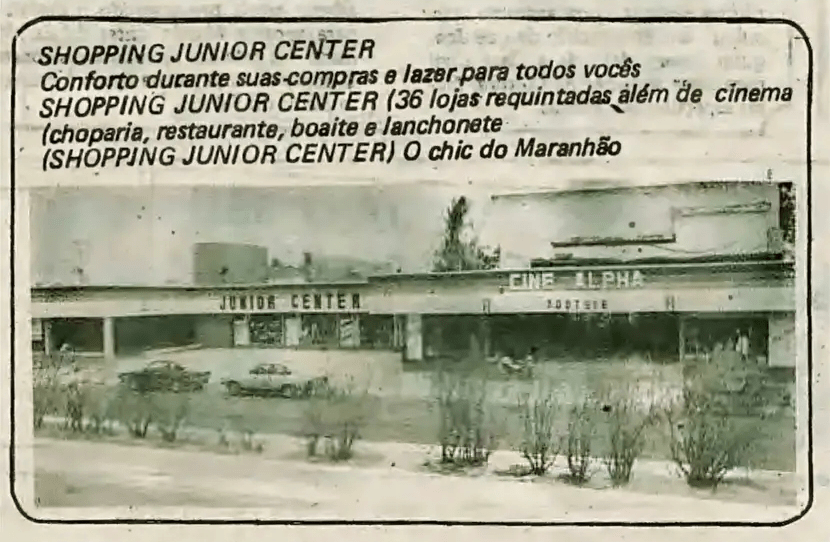 SHOPPING JUNIOR CENTER
Conforto durante suas compras e lazer para todos vocês
SHOPPING JUNIOR CENTER (36 lojas requintadas além de cinema
(choparia, restaurante, boaite e lanchonete
(SHOPPING JUNIOR CENTER) O chic do Maranhão
JUNIOR CENTER
CINE ALPHA
TOOTSIE